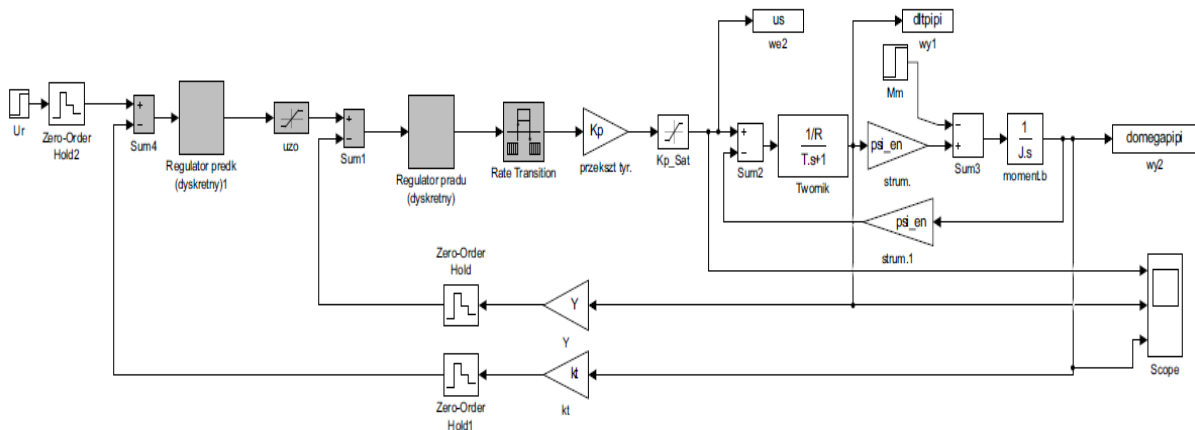 us
we2
dltpipi
wy1
Mm
Ur
Zero-Order
Hold2
+
−
Sum4
Regulator predk
(dyskretny)1
uzo
+
−
Sum1
Regulator pradu
(dyskretny)
Rate Transition
Kp
przekszt tyr.
Kp_Sat
+
−
Sum2
1/R
T.s+1
Twornik
psi_en
strum.
−
+
Sum3
1
J.s
moment.b
domegapipi
wy2
psi_en
strum.1
Zero-Order
Hold
Y
Y
Scope
Zero-Order
Hold1
kt
kt